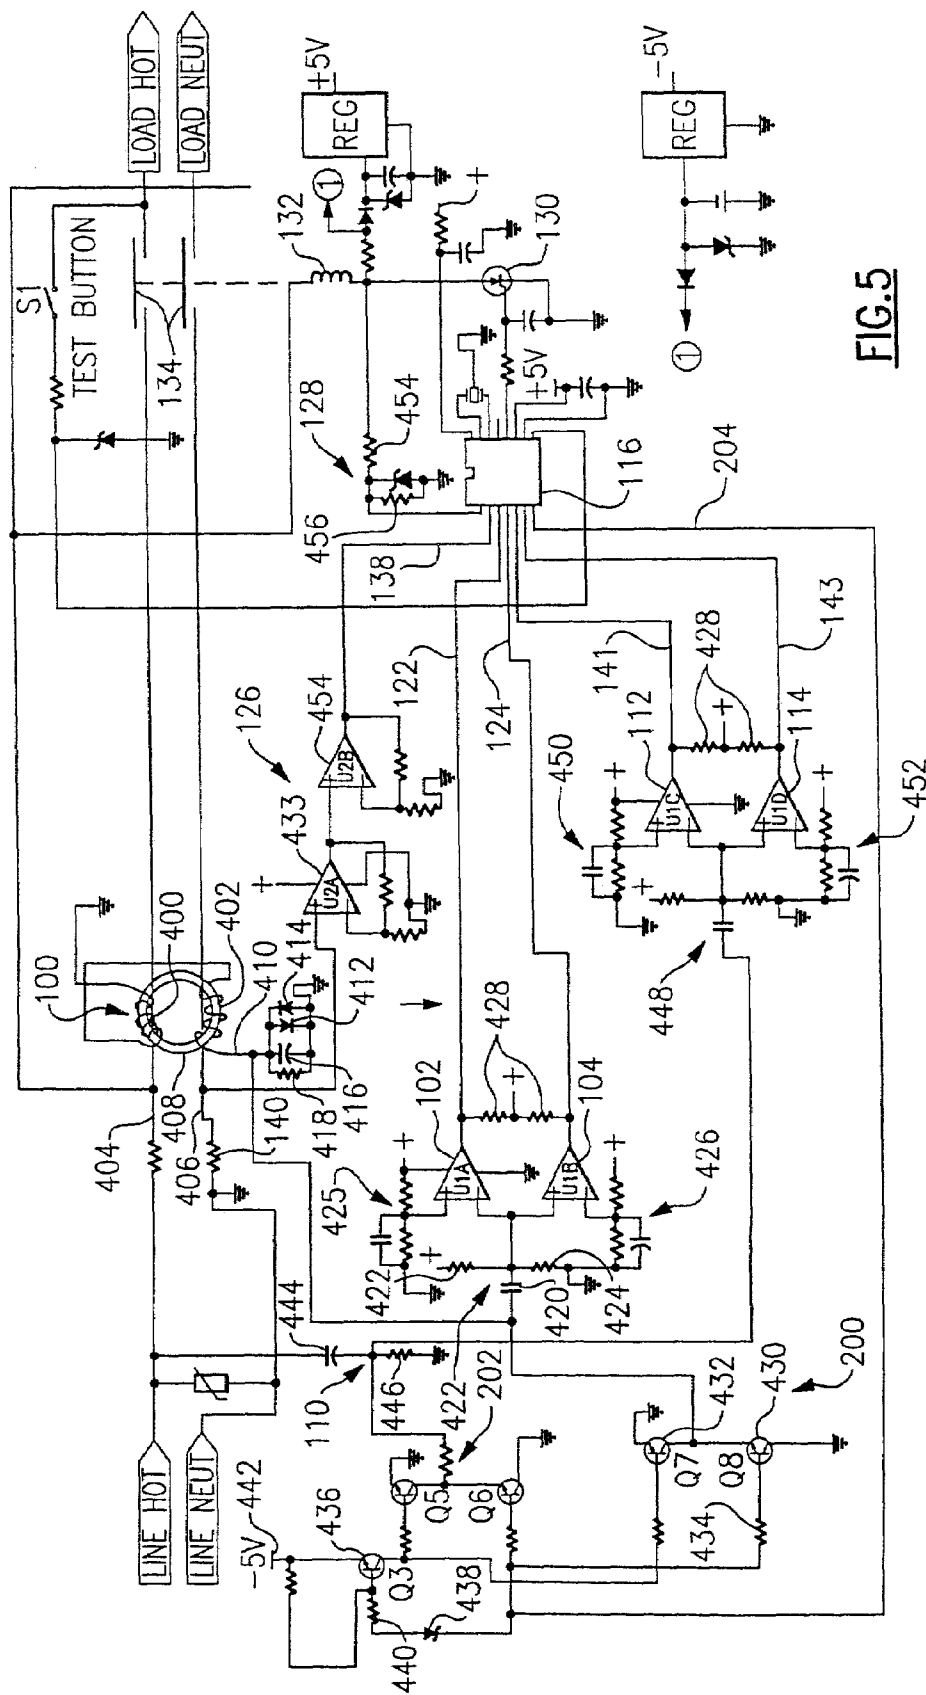 LINE HOT
LINE NEUT
LOAD HOT
LOAD NEUT
S1
TEST BUTTON
134
132
REG
+5V
1
+
130
REG
-5V
1
FIG.5
128
454
456
138
116
204
+5V
122
124
141
143
428
+
126
454
433
U2B
U2A
+
112
114
U1C
U1D
450
452
+
+
+
448
100
400
402
404
406
408
410
412
414
416
418
140
102
104
U1A
U1B
428
+
425
426
+
+
+
422
424
420
422
444
446
110
202
200
-5V
442
436
Q3
438
440
Q5
Q6
Q7
Q8
432
430
434